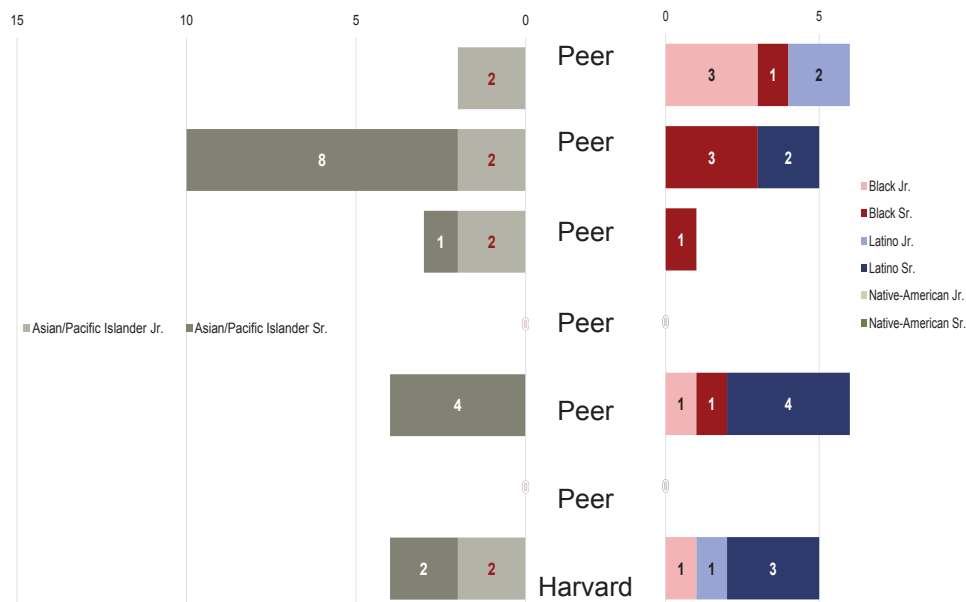 15 10 5 0 0 5
Peer
2 3 1 2
Peer
8 2 3 2
Black Jr.
Peer
Black Sr.
1 2 1
Latino Jr.
Latino Sr.
Native-American Jr.
Asian/Pacific Islander Jr. Asian/Pacific Islander Sr. Peer Native-American Sr.
0 0
4 Peer 1 1 4
0 0
Peer
2 2 1 1 3
Harvard